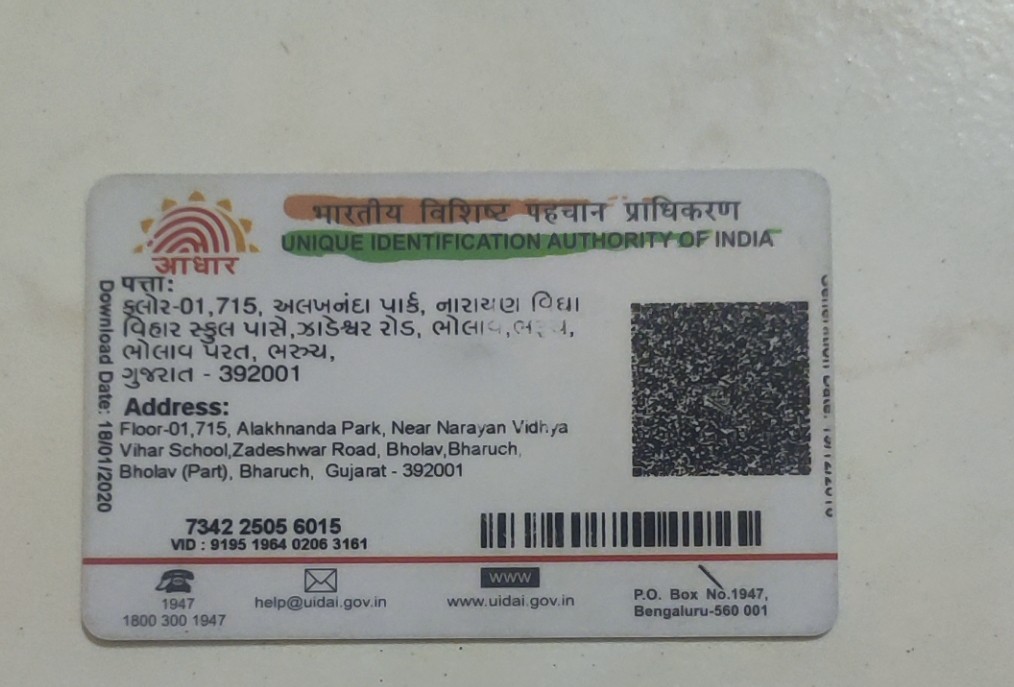 भारतीय विशिष्ट पहचान प्राधिकरण
UNIQUE IDENTIFICATION AUTHORITY OF INDIA
आधार
Download Date: 18/01/2020
પત્તા:
ફ્લોર-01,715, અલખનંદા પાર્ક, નારાયણ વિદ્યા
વિહાર સ્કુલ પાસે,ઝાડેશ્વર રોડ, ભોલાવ,ભરૂચ,
ભોલાવ પરત, ભરુચ,
ગુજરાત - 392001
Address:
Floor-01,715, Alakhnanda Park, Near Narayan Vidhya
Vihar School,Zadeshwar Road, Bholav,Bharuch,
Bholav (Part), Bharuch, Gujarat - 392001
7342 2505 6015
VID : 9195 1964 0206 3161
1947
1800 300 1947
help@uidai.gov.in
www
www.uidai.gov.in
P.O. Box No.1947,
Bengaluru-560 001